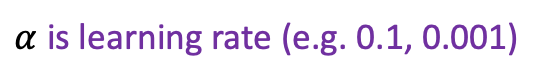 α is learning rate (e.g. 0.1, 0.001)